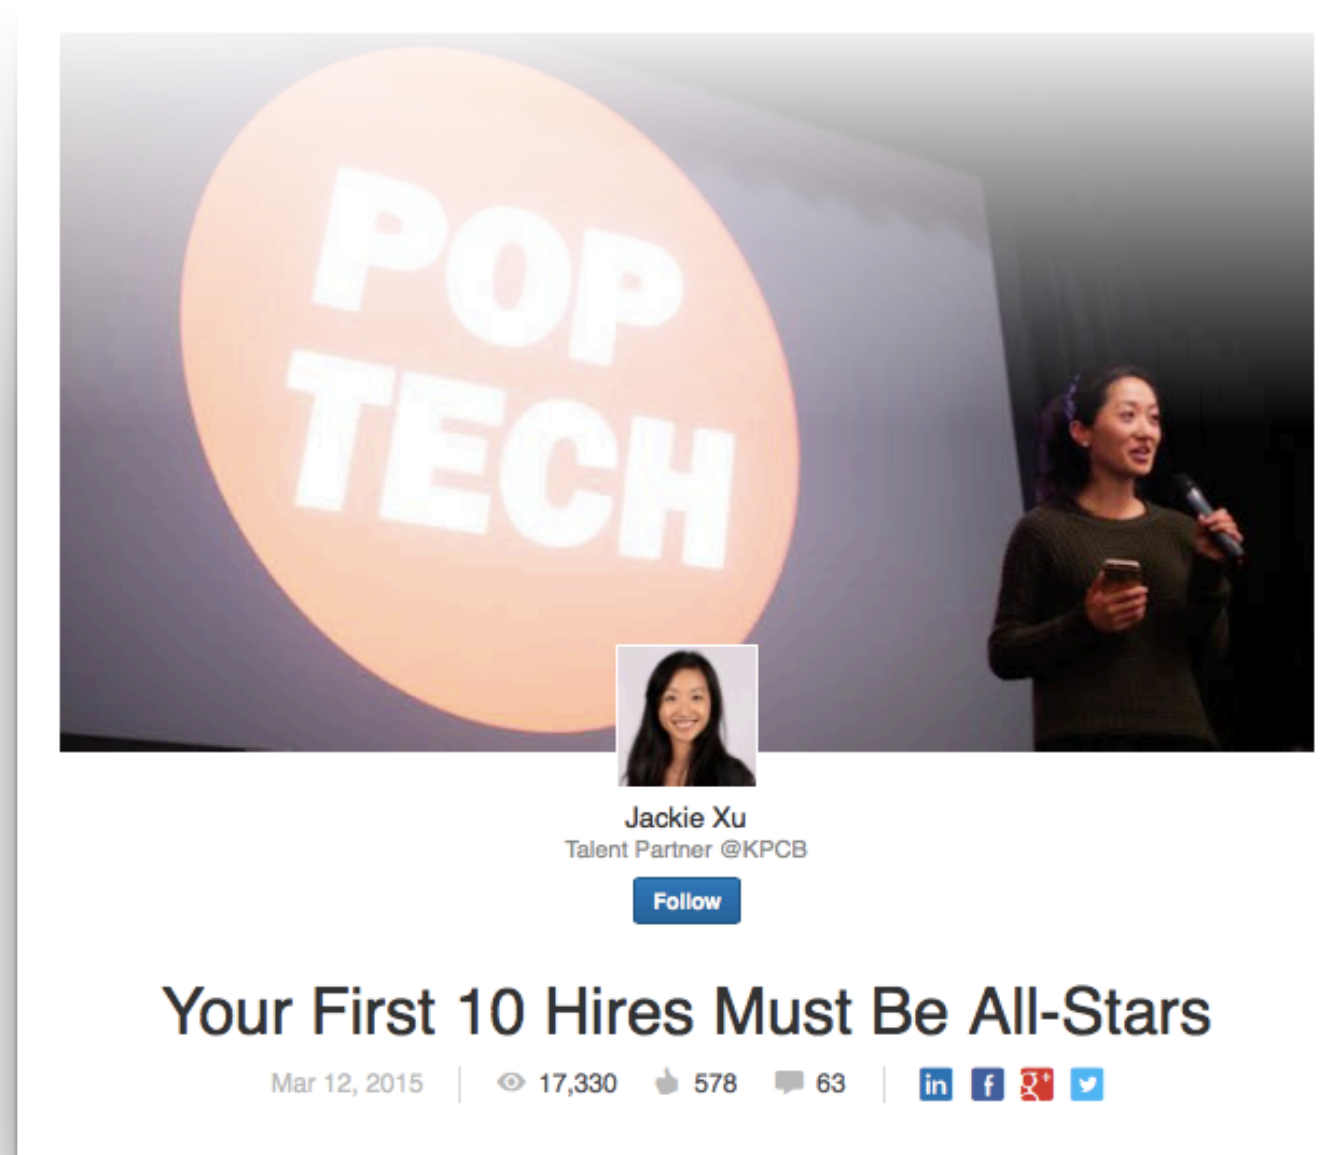 POP
TECH
Jackie Xu
Talent Partner @KPCB
Follow
Your First 10 Hires Must Be All-Stars
Mar 12, 2015 17,330 578 63 in f g+